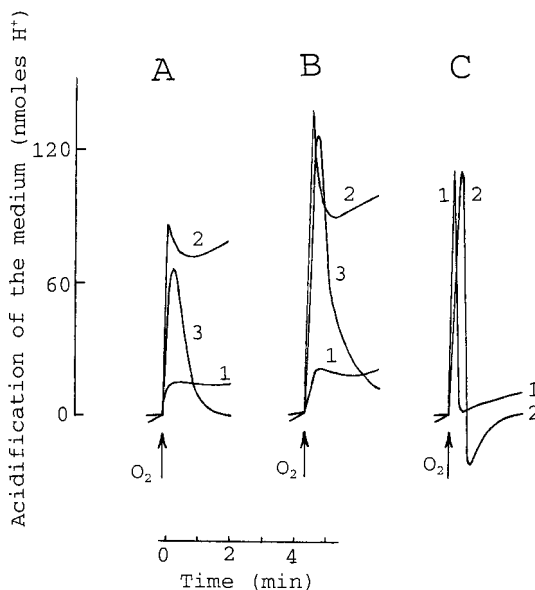 Acidification of the medium (nmoles H⁺)
A
B
C
120
60
0
2
3
1
2
3
1
1
2
1
2
O₂
O₂
O₂
0 2 4
Time (min)